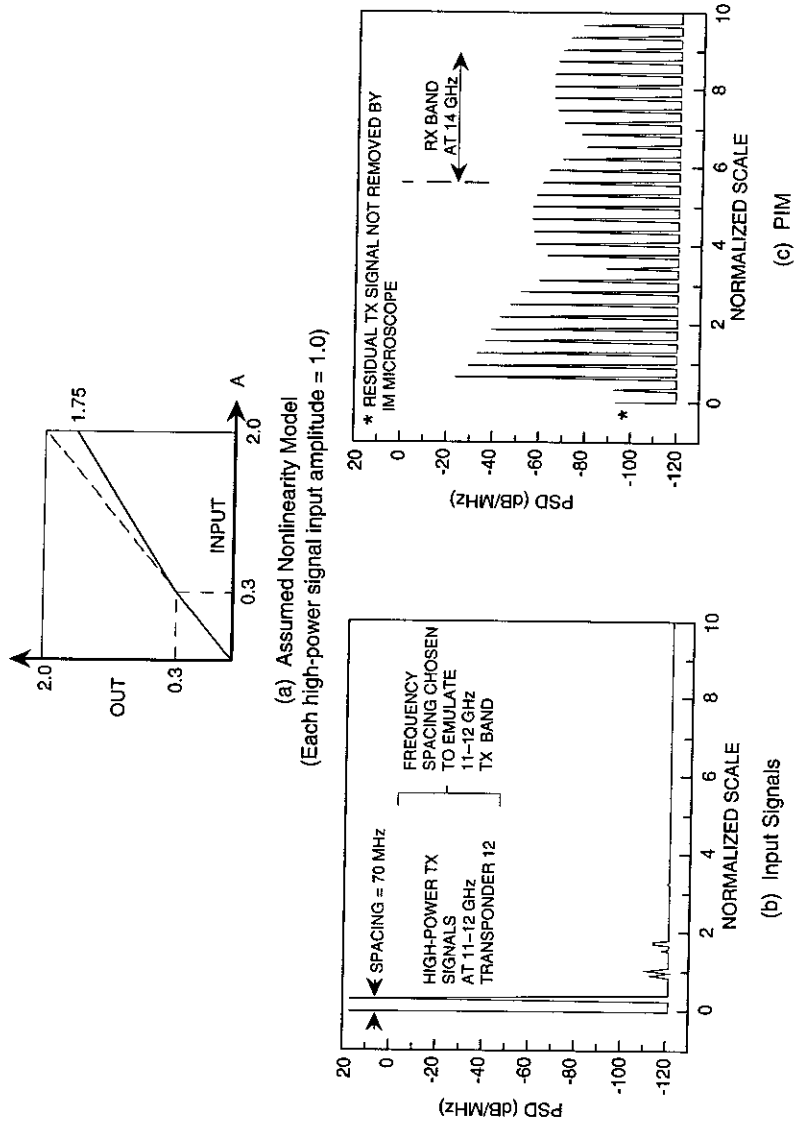 2.0
OUT
0.3
1.75
INPUT
A
0.3
2.0
(a) Assumed Nonlinearity Model
(Each high-power signal input amplitude = 1.0)
20
0
-20
-40
-60
-80
-100
-120
PSD (dB/MHz)
SPACING = 70 MHz
HIGH-POWER TX
SIGNALS
AT 11–12 GHz
TRANSPONDER 12
FREQUENCY
SPACING CHOSEN
TO EMULATE
11–12 GHz
TX BAND
0
2
4
6
8
10
NORMALIZED SCALE
(b) Input Signals
20
0
-20
-40
-60
-80
-100
-120
PSD (dB/MHz)
* RESIDUAL TX SIGNAL NOT REMOVED BY
IM MICROSCOPE
RX BAND
AT 14 GHz
*
0
2
4
6
8
10
NORMALIZED SCALE
(c) PIM